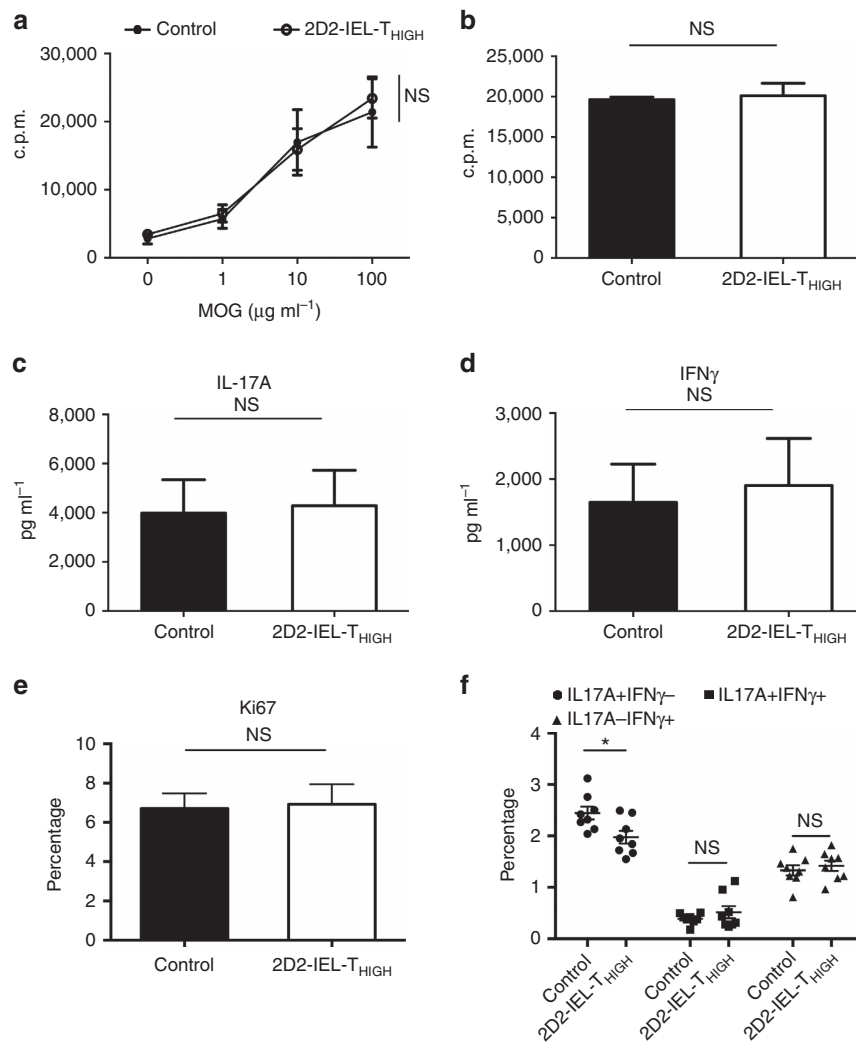 a
Control 2D2-IEL-THIGH
30,000
20,000
10,000
0
c.p.m.
NS
0 1 10 100
MOG (μg ml−1)
b
NS
25,000
20,000
15,000
10,000
5,000
0
c.p.m.
Control 2D2-IEL-THIGH
c
IL-17A
NS
8,000
6,000
4,000
2,000
0
pg ml−1
Control 2D2-IEL-THIGH
d
IFNγ
NS
3,000
2,000
1,000
0
pg ml−1
Control 2D2-IEL-THIGH
e
Ki67
NS
10
8
6
4
2
0
Percentage
Control 2D2-IEL-THIGH
f
IL17A+IFNγ− IL17A+IFNγ+
IL17A−IFNγ+
4
3
2
1
0
Percentage
*
NS
NS
Control
2D2-IEL-THIGH
Control
2D2-IEL-THIGH
Control
2D2-IEL-THIGH